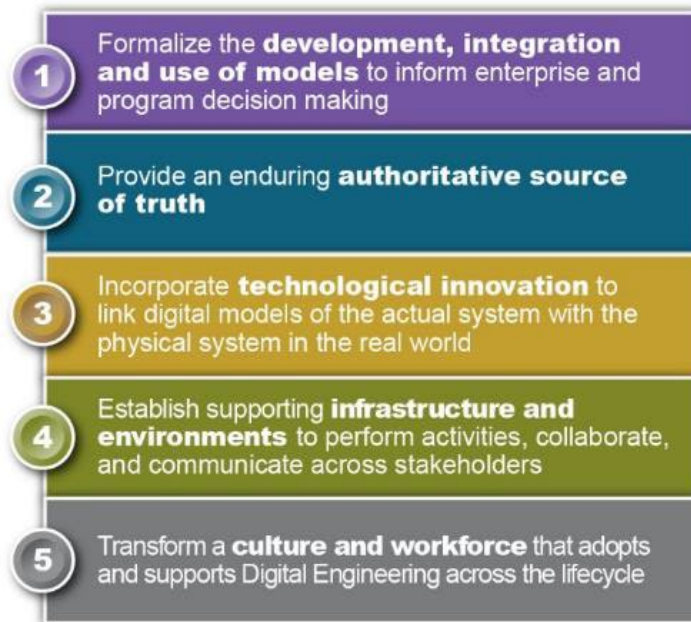 1
Formalize the development, integration
and use of models to inform enterprise and
program decision making
2
Provide an enduring authoritative source
of truth
3
Incorporate technological innovation to
link digital models of the actual system with the
physical system in the real world
4
Establish supporting infrastructure and
environments to perform activities, collaborate,
and communicate across stakeholders
5
Transform a culture and workforce that adopts
and supports Digital Engineering across the lifecycle